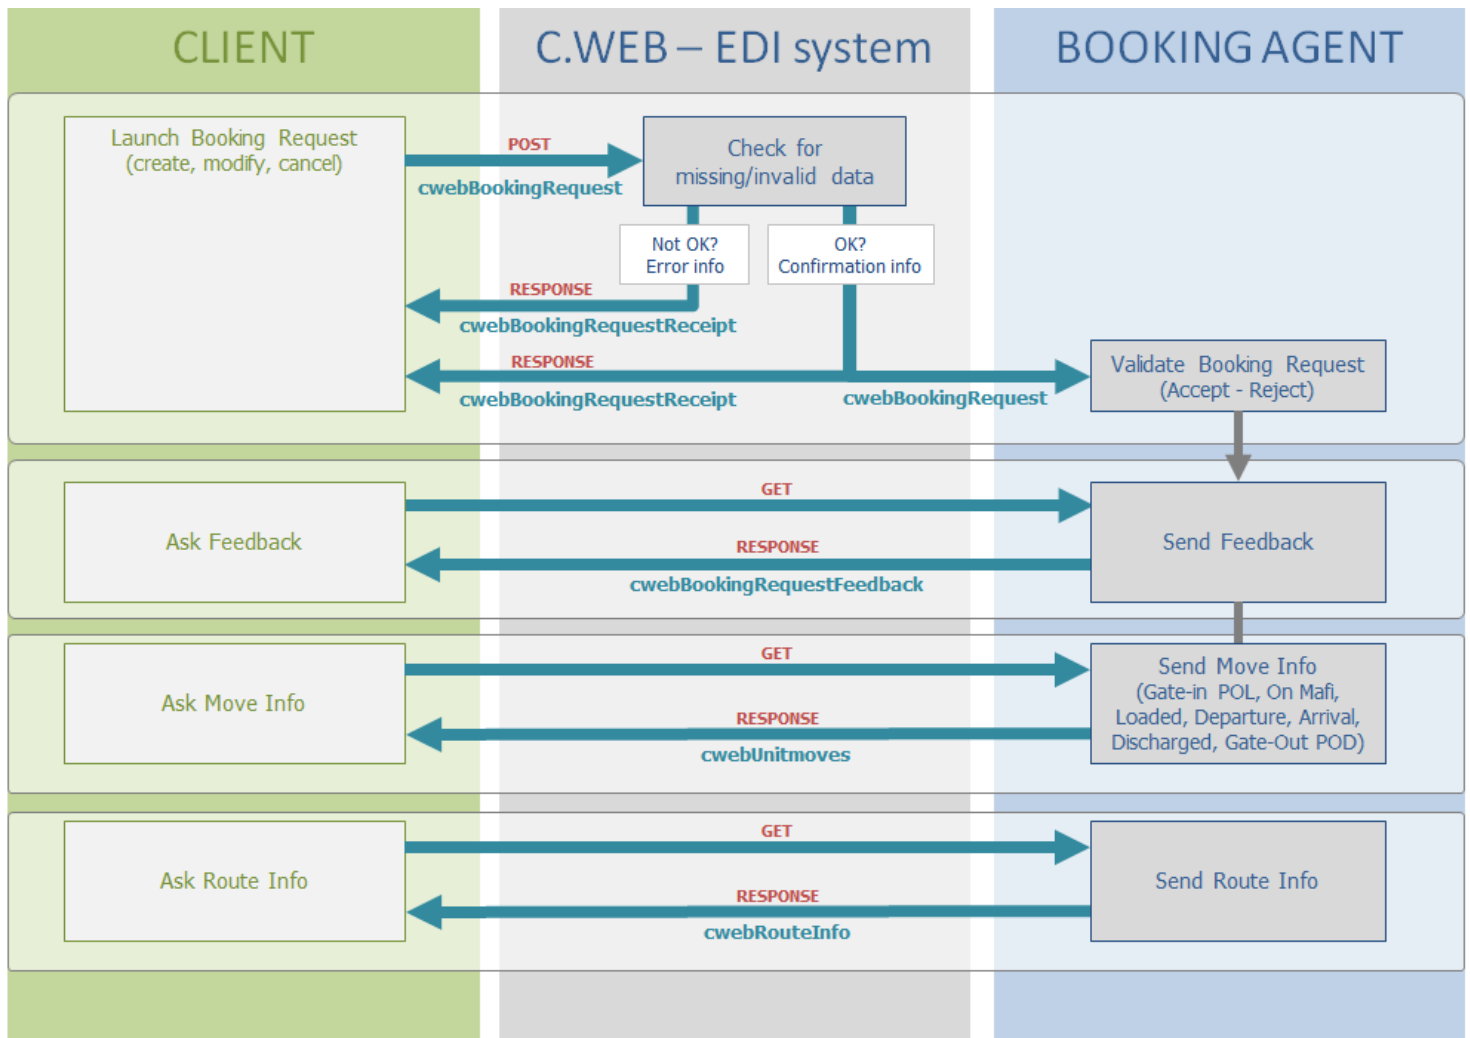 CLIENT
C.WEB – EDI system
BOOKING AGENT
Launch Booking Request
(create, modify, cancel)
POST
cwebBookingRequest
Check for
missing/invalid data
Not OK?
Error info
OK?
Confirmation info
RESPONSE
cwebBookingRequestReceipt
RESPONSE
cwebBookingRequestReceipt
cwebBookingRequest
Validate Booking Request
(Accept - Reject)
Ask Feedback
GET
RESPONSE
cwebBookingRequestFeedback
Send Feedback
Ask Move Info
GET
RESPONSE
cwebUnitmoves
Send Move Info
(Gate-in POL, On Mafi,
Loaded, Departure, Arrival,
Discharged, Gate-Out POD)
Ask Route Info
GET
RESPONSE
cwebRouteInfo
Send Route Info